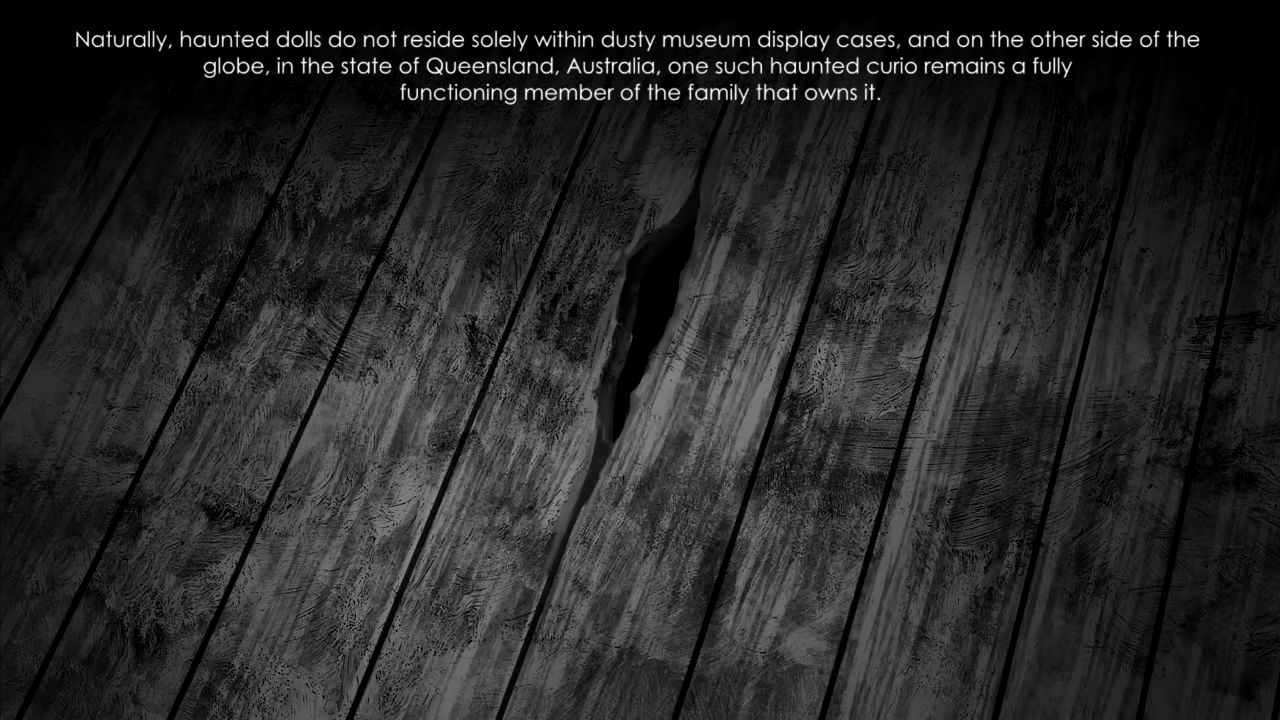 Naturally, haunted dolls do not reside solely within dusty museum display cases, and on the other side of the
globe, in the state of Queensland, Australia, one such haunted curio remains a fully
functioning member of the family that owns it.